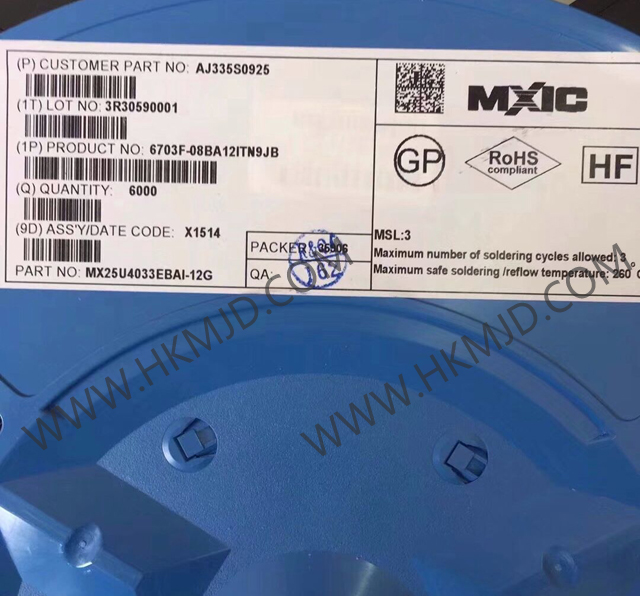 (P) CUSTOMER PART NO: AJ335S0925
(1T) LOT NO: 3R30590001
(1P) PRODUCT NO: 6703F-08BA12ITN9JB
(Q) QUANTITY: 6000
(9D) ASS'Y/DATE CODE: X1514
PART NO: MX25U4033EBAI-12G
PACKER:
QA:
MXIC
GP
RoHS
compliant
HF
MSL:3
Maximum number of soldering cycles allowed: 3
Maximum safe soldering /reflow temperature: 260 °
WWW.HKMJD.COM
WWW.HKMJD.COM